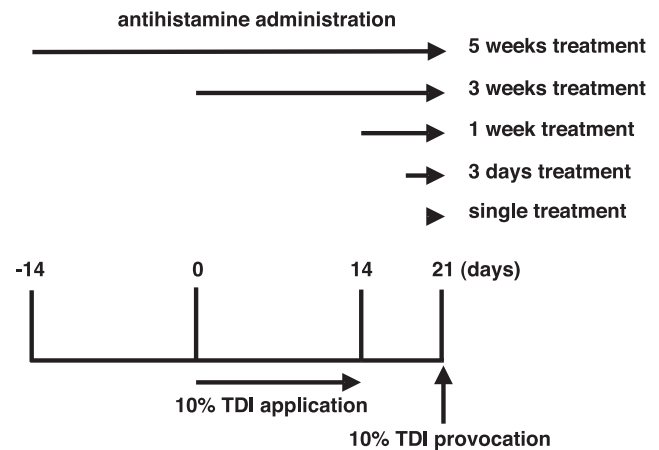 antihistamine administration
5 weeks treatment
3 weeks treatment
1 week treatment
3 days treatment
single treatment
-14 0 14 21 (days)
10% TDI application
10% TDI provocation